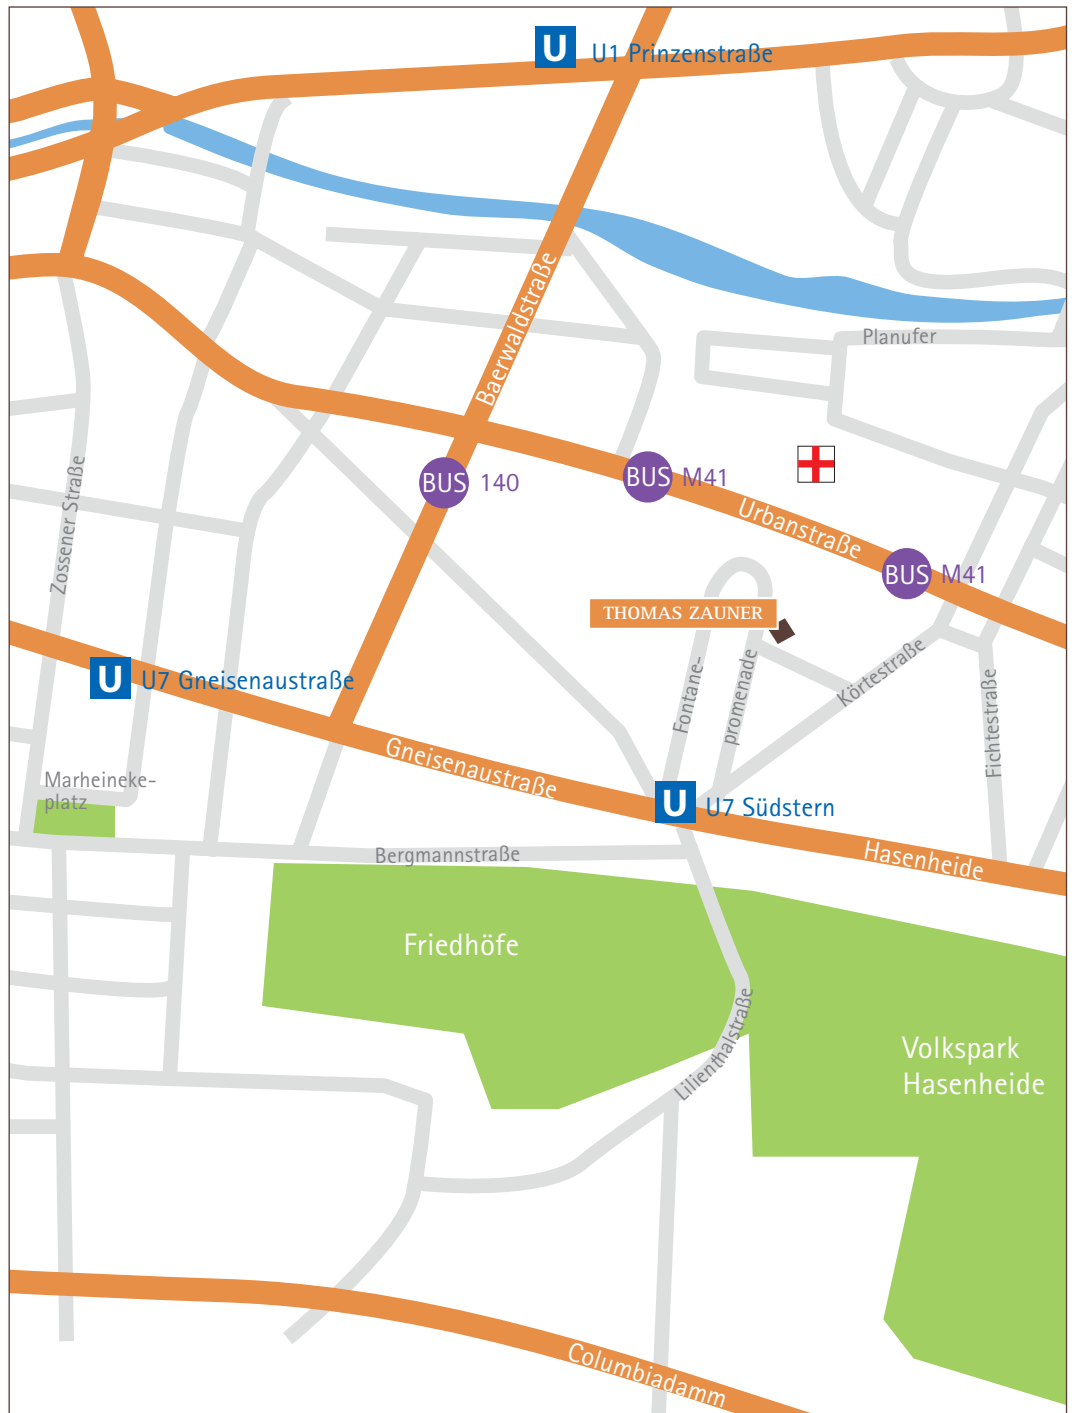 U
U1 Prinzenstraße
Baerwaldstraße
Planufer
BUS 140
BUS M41
Urbanstraße
BUS M41
Zossener Straße
THOMAS ZAUNER
Fontane-
promenade
Körtestraße
Fichtestraße
U
U7 Gneisenaustraße
Gneisenaustraße
Marheineke-
platz
U
U7 Südstern
Bergmannstraße
Hasenheide
Friedhöfe
Lilienthalstraße
Volkspark
Hasenheide
Columbiadamm